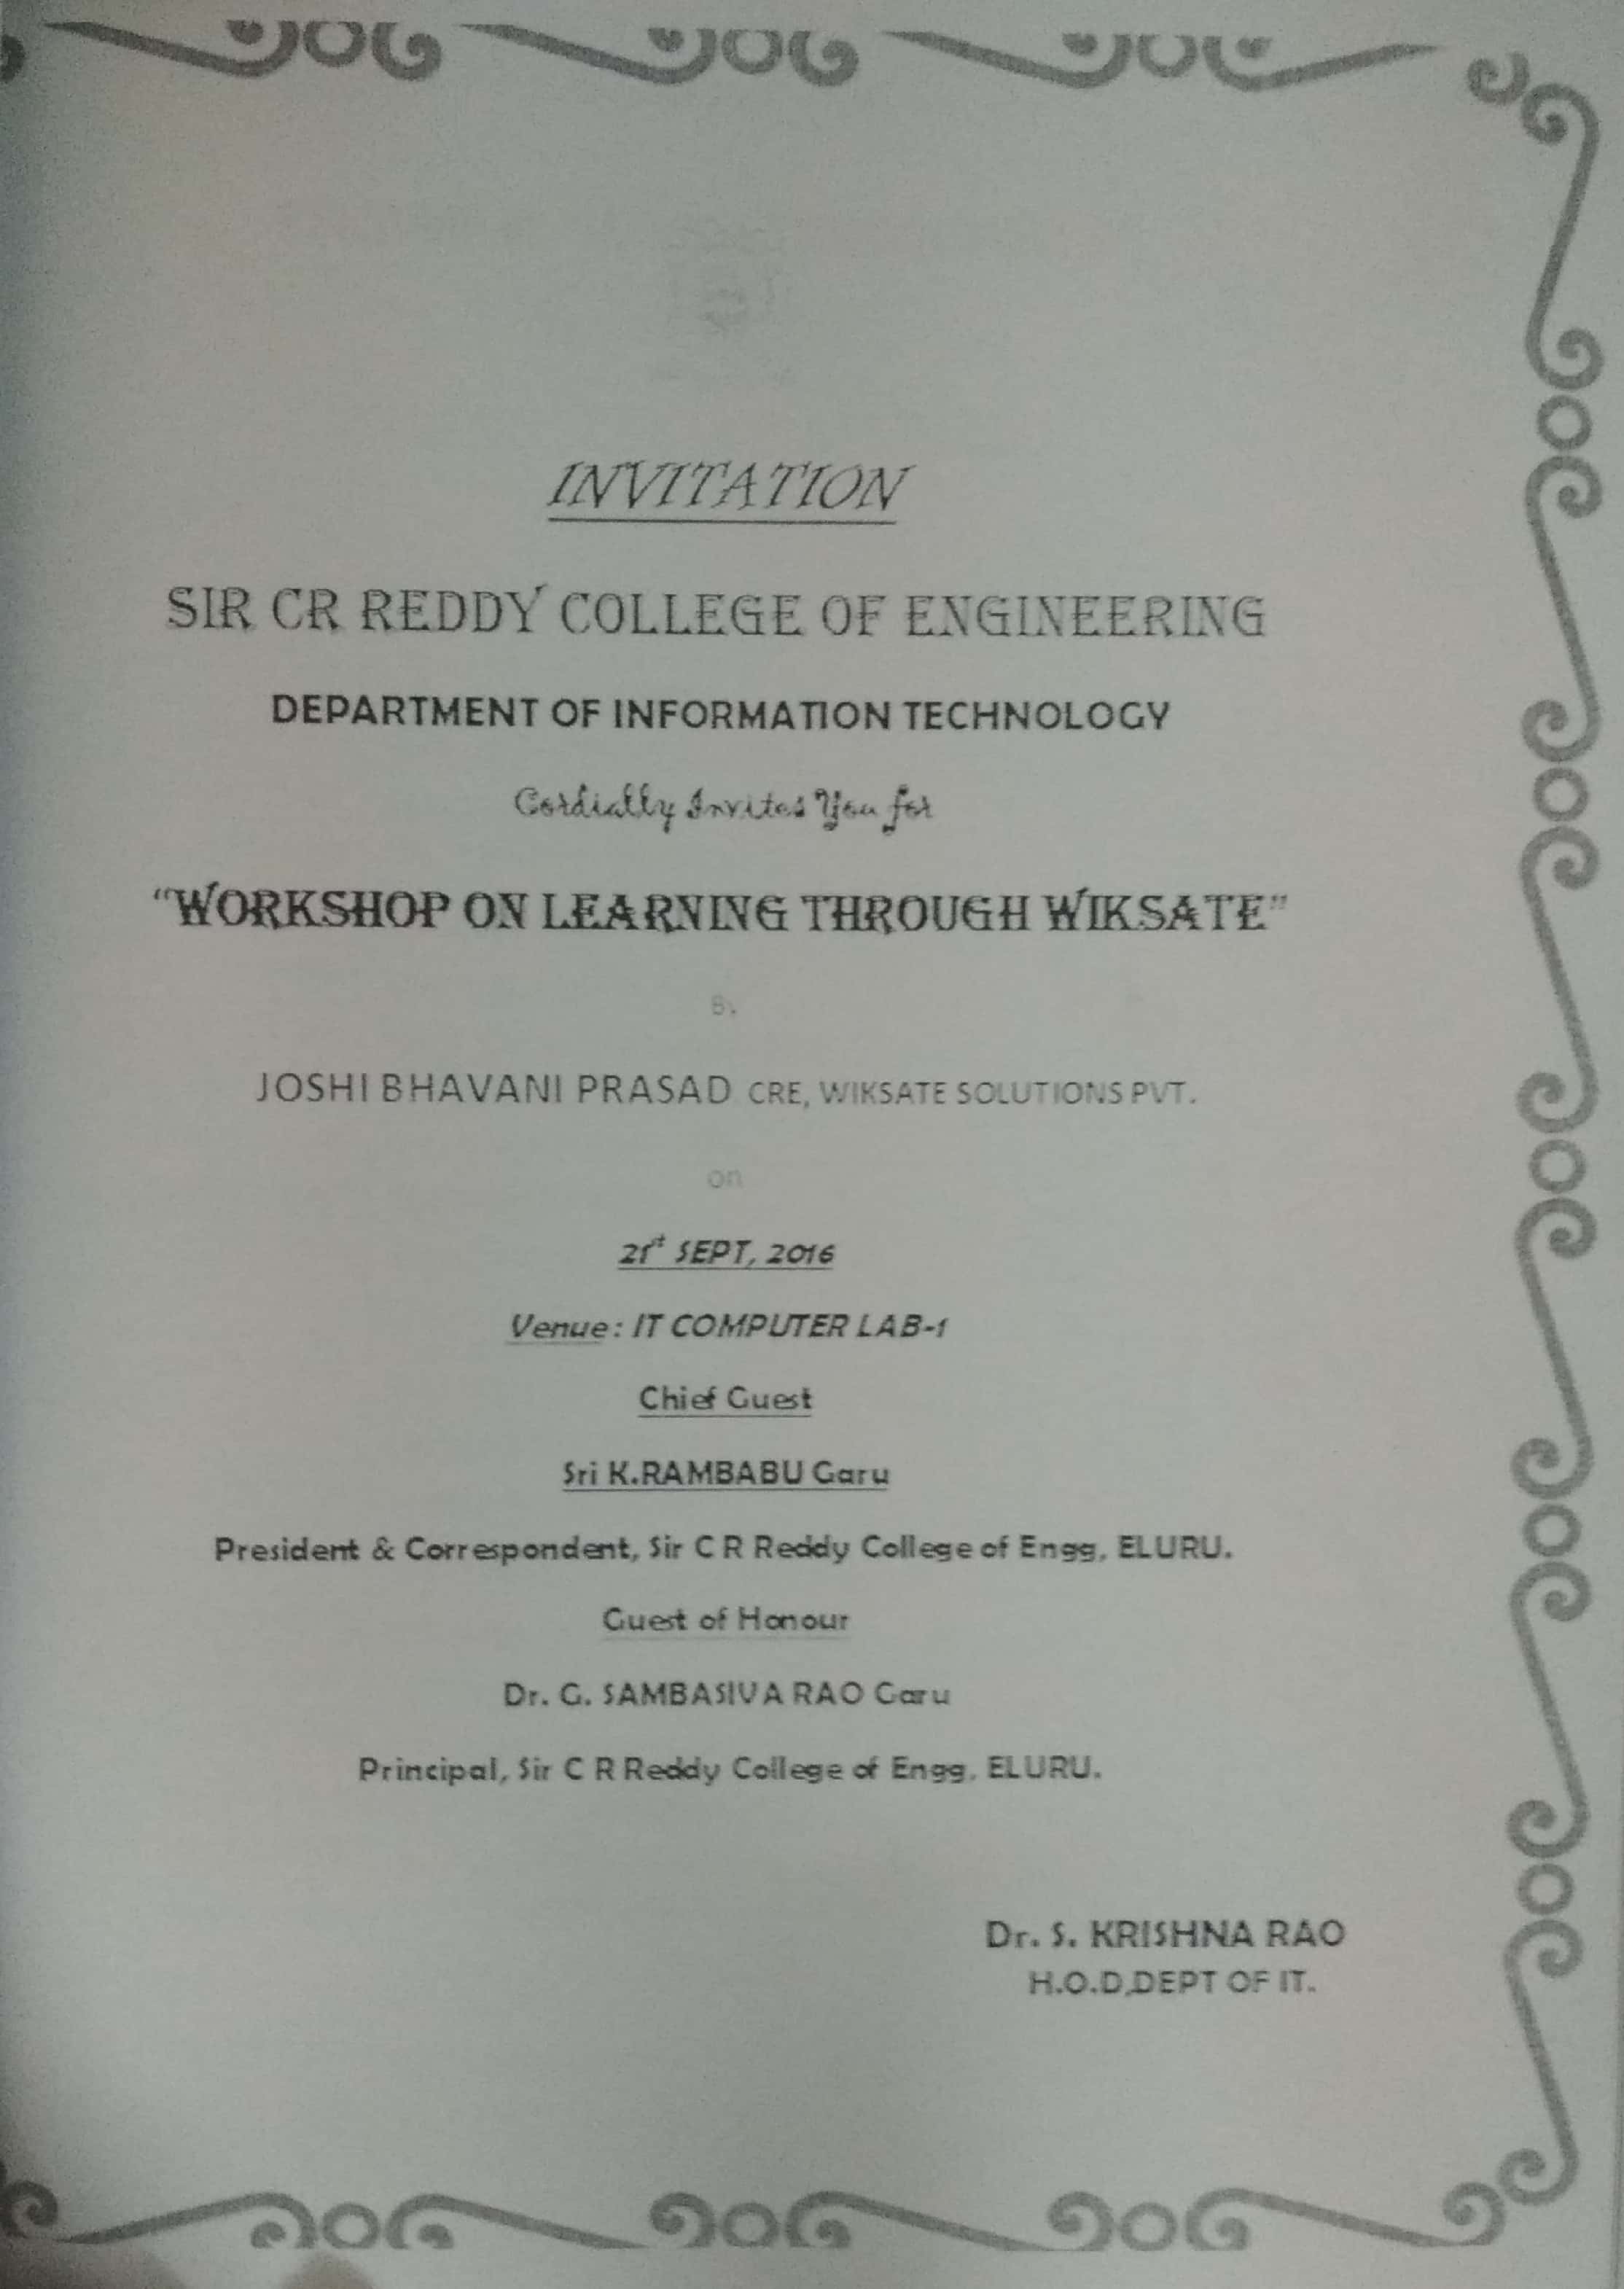 INVITATION
SIR CR REDDY COLLEGE OF ENGINEERING
DEPARTMENT OF INFORMATION TECHNOLOGY
Cordially Invites You for
“WORKSHOP ON LEARNING THROUGH WIKSATE”
JOSHI BHAVANI PRASAD CRE, WIKSATE SOLUTIONS PVT.
on
21st SEPT, 2016
Venue: IT COMPUTER LAB-1
Chief Guest
Sri K.RAMBABU Garu
President & Correspondent, Sir C R Reddy College of Engg, ELURU.
Guest of Honour
Dr. G. SAMBASIVA RAO Garu
Principal, Sir C R Reddy College of Engg, ELURU.
Dr. S. KRISHNA RAO
H.O.D,DEPT OF IT.